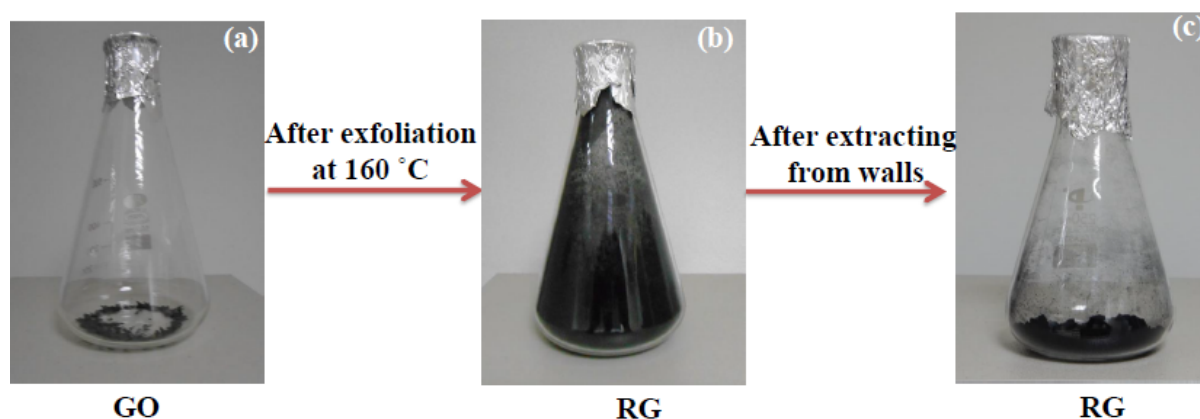 (a)
(b)
(c)
After exfoliation
at 160 ˚C
After extracting
from walls
GO
RG
RG